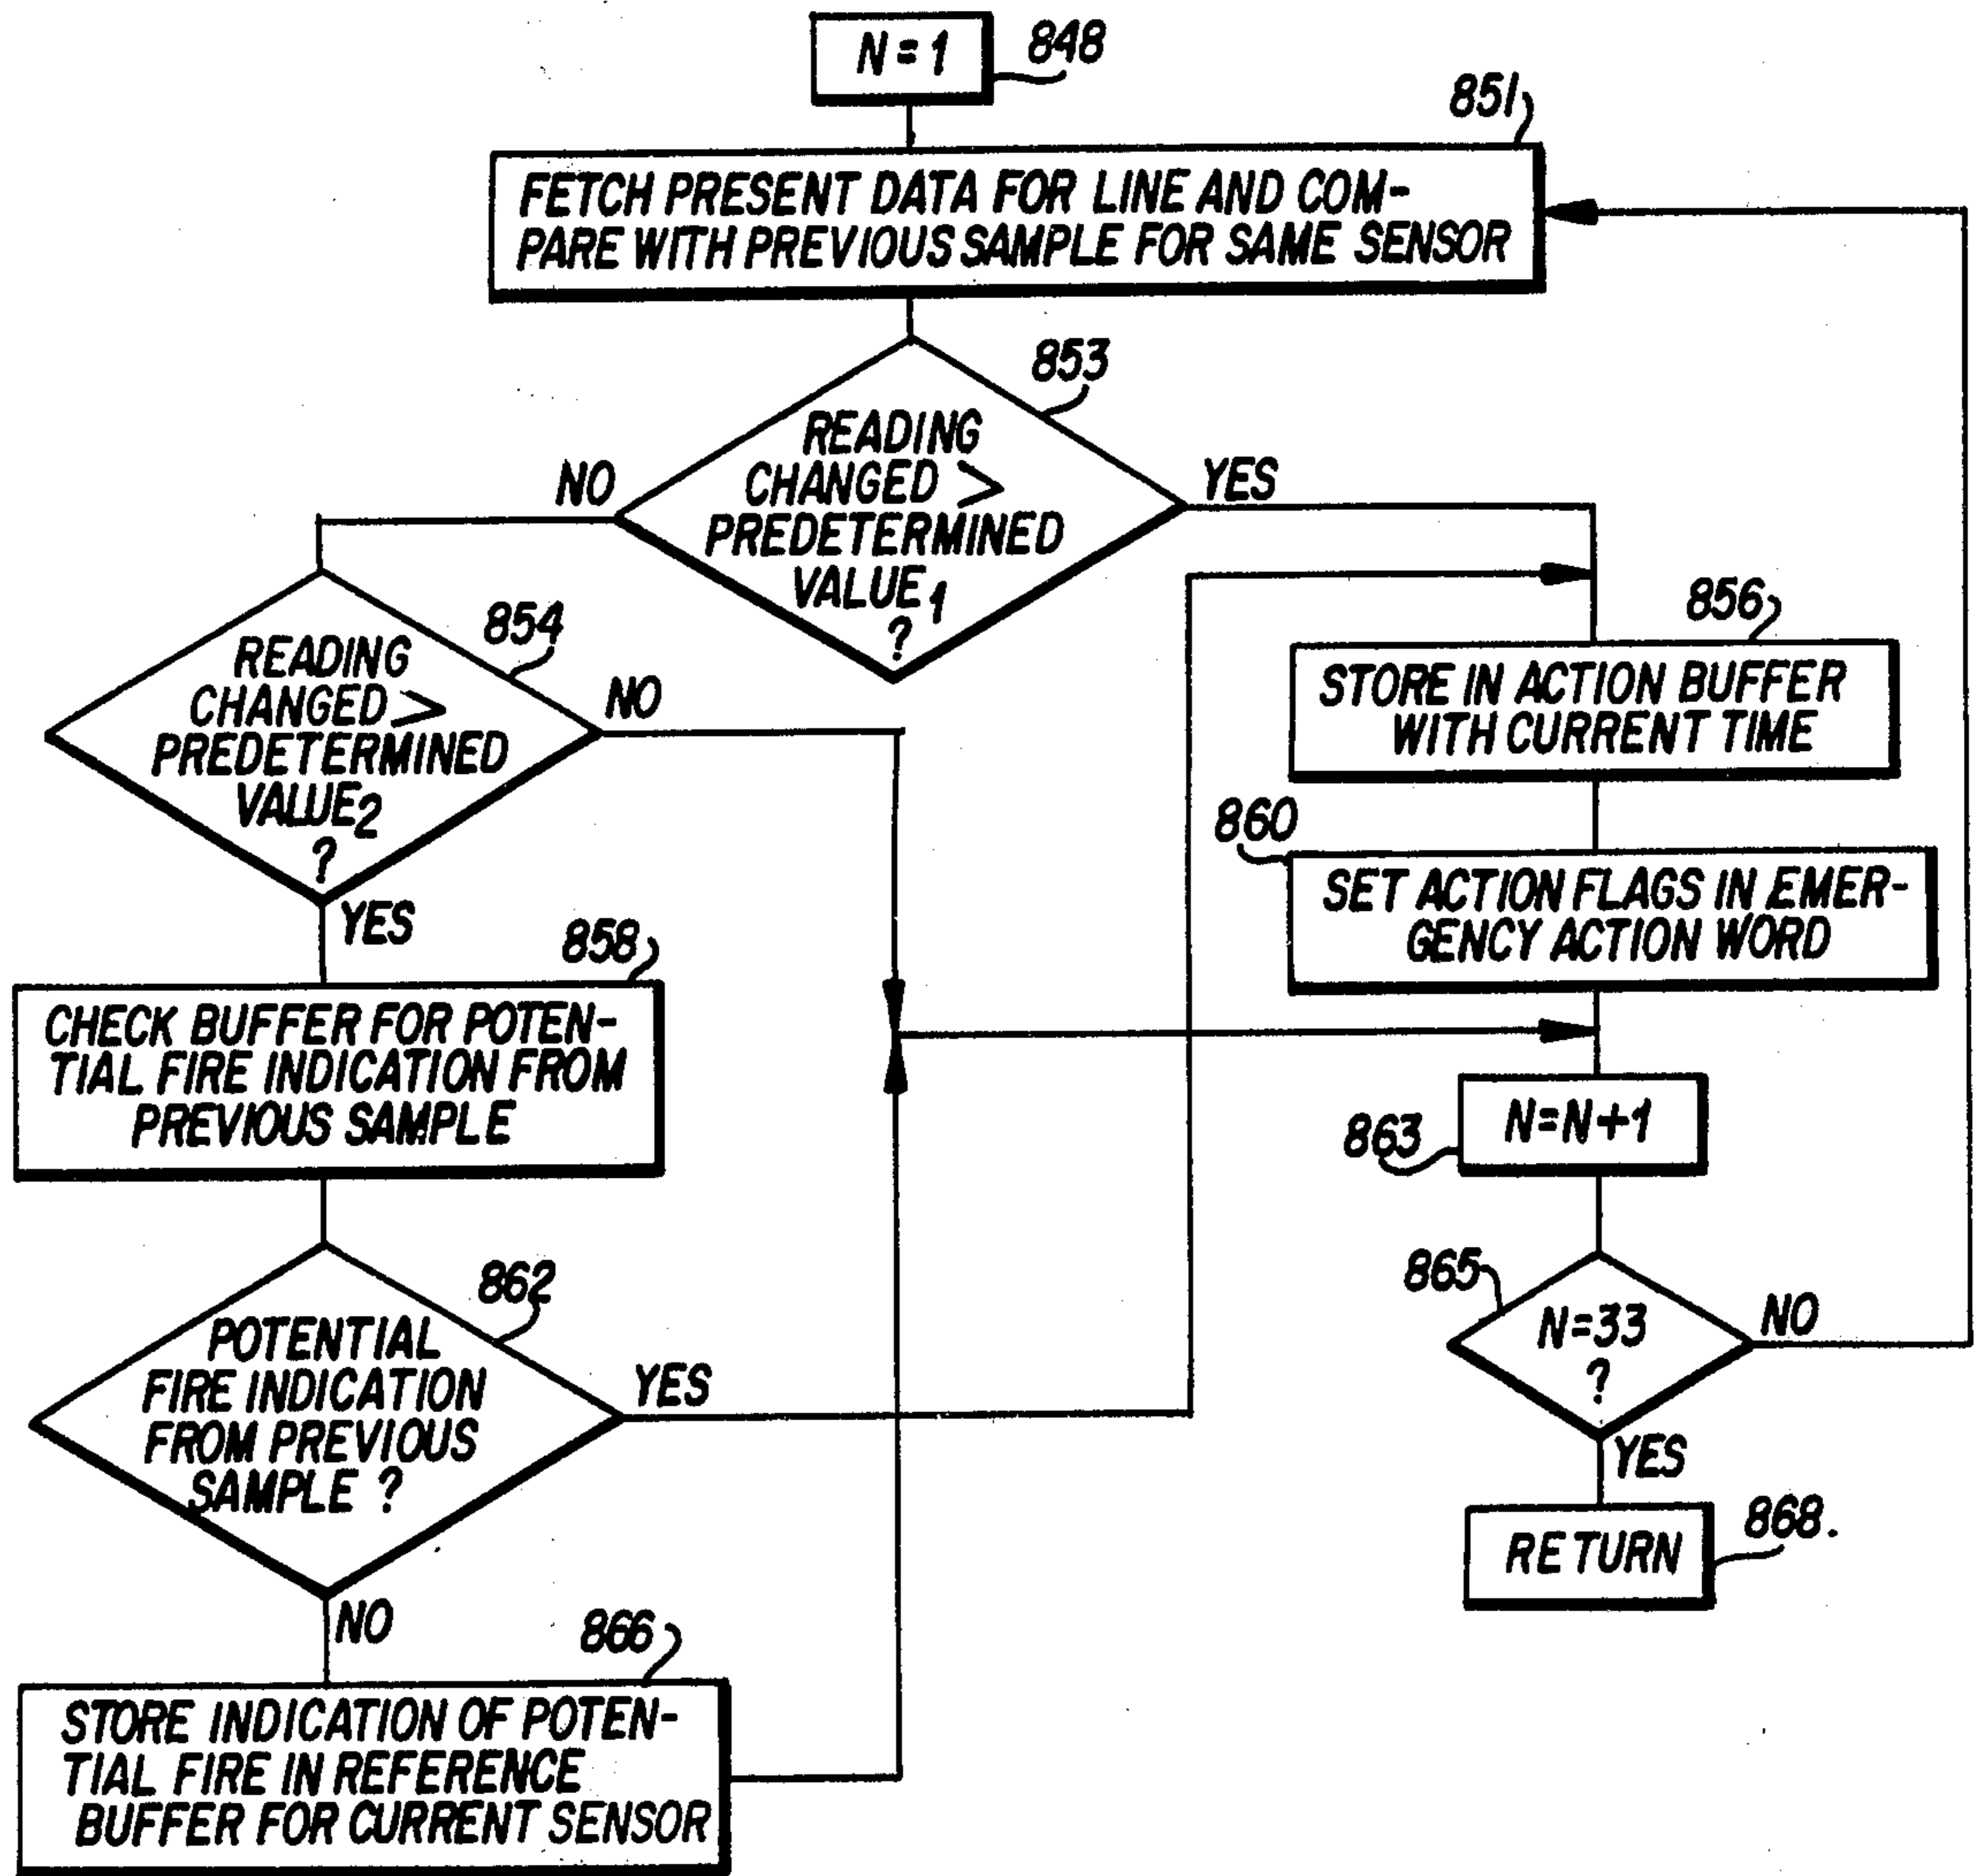 N=1
848
851
FETCH PRESENT DATA FOR LINE AND COM-
PARE WITH PREVIOUS SAMPLE FOR SAME SENSOR
853
READING
CHANGED >
PREDETERMINED
VALUE1
?
NO
YES
854
READING
CHANGED >
PREDETERMINED
VALUE2
?
NO
YES
856
STORE IN ACTION BUFFER
WITH CURRENT TIME
860
SET ACTION FLAGS IN EMER-
GENCY ACTION WORD
858
CHECK BUFFER FOR POTEN-
TIAL FIRE INDICATION FROM
PREVIOUS SAMPLE
863
N=N+1
862
POTENTIAL
FIRE INDICATION
FROM PREVIOUS
SAMPLE ?
YES
NO
865
N=33
?
NO
YES
RETURN
868.
866
STORE INDICATION OF POTEN-
TIAL FIRE IN REFERENCE
BUFFER FOR CURRENT SENSOR